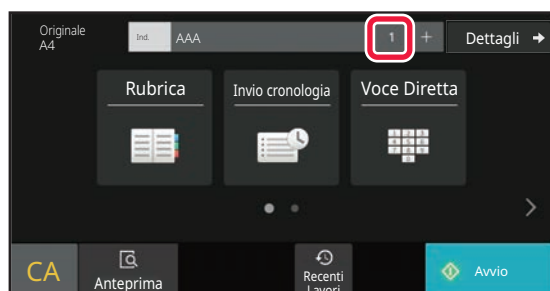 Originale
A4
Ind.
AAA
1
+
Dettagli
Rubrica
Invio cronologia
Voce Diretta
CA
Anteprima
Recenti
Lavori
Avvio